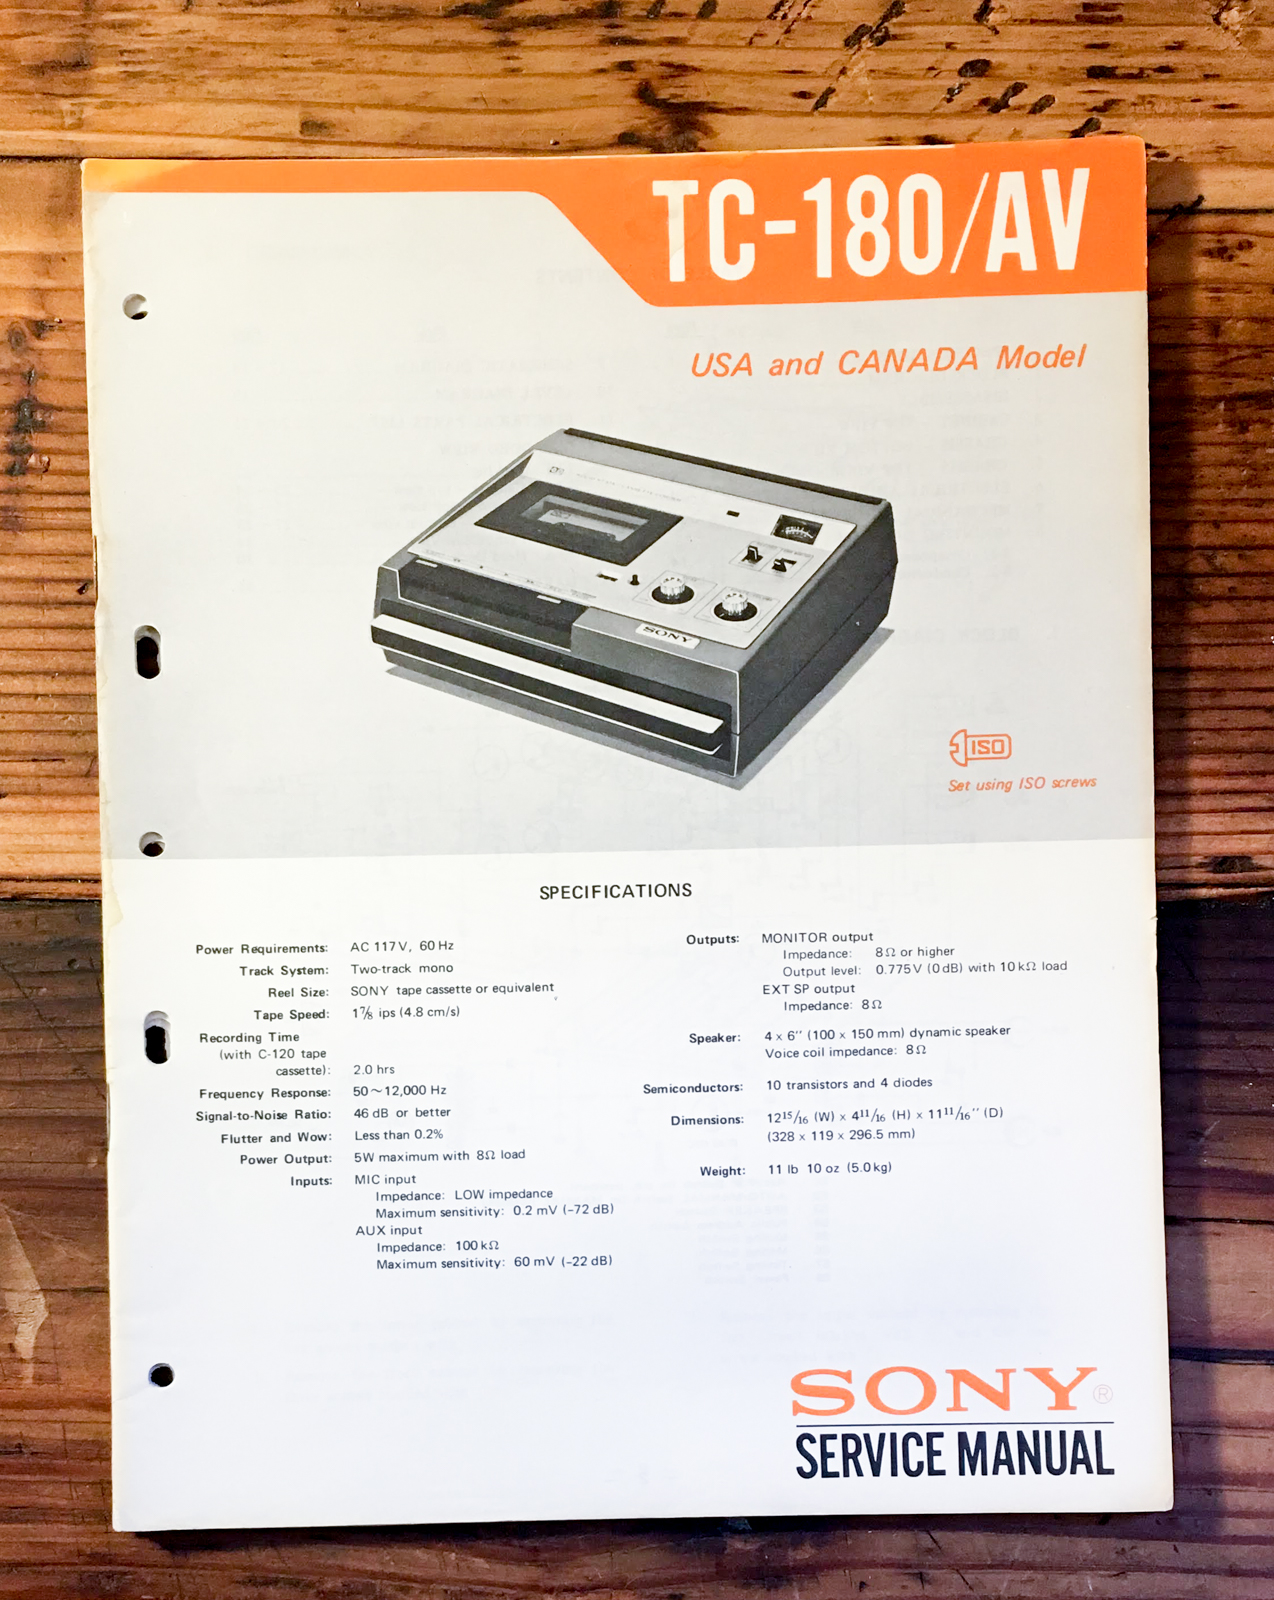 TC-180/AV
USA and CANADA Model
SONY
ISO
Set using ISO screws
SPECIFICATIONS
Power Requirements: AC 117V, 60 Hz
Track System: Two-track mono
Reel Size: SONY tape cassette or equivalent
Tape Speed: 1⅞ ips (4.8 cm/s)
Recording Time
(with C-120 tape
cassette): 2.0 hrs
Frequency Response: 50~12,000 Hz
Signal-to-Noise Ratio: 46 dB or better
Flutter and Wow: Less than 0.2%
Power Output: 5W maximum with 8Ω load
Inputs: MIC input
Impedance: LOW impedance
Maximum sensitivity: 0.2 mV (-72 dB)
AUX input
Impedance: 100 kΩ
Maximum sensitivity: 60 mV (-22 dB)
Outputs: MONITOR output
Impedance: 8Ω or higher
Output level: 0.775V (0 dB) with 10 kΩ load
EXT SP output
Impedance: 8Ω
Speaker: 4 x 6" (100 x 150 mm) dynamic speaker
Voice coil impedance: 8Ω
Semiconductors: 10 transistors and 4 diodes
Dimensions: 12 15/16 (W) x 4 11/16 (H) x 11 11/16" (D)
(328 x 119 x 296.5 mm)
Weight: 11 lb 10 oz (5.0 kg)
SONY®
SERVICE MANUAL